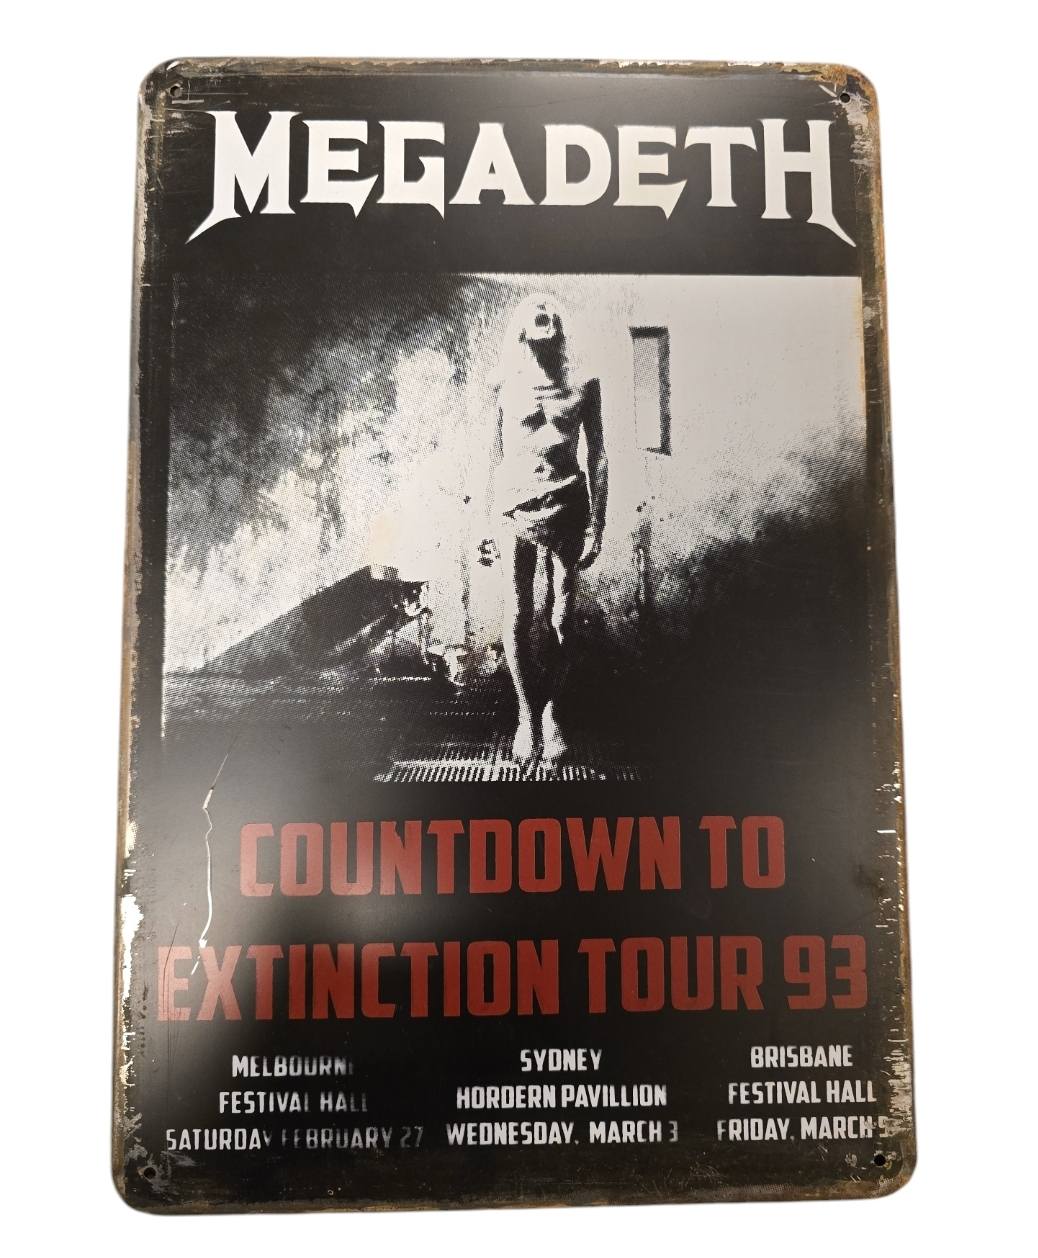 MEGADETH
COUNTDOWN TO
EXTINCTION TOUR 93
MELBOURNE
FESTIVAL HALL
SATURDAY FEBRUARY 27
SYDNEY
HORDERN PAVILLION
WEDNESDAY, MARCH 3
BRISBANE
FESTIVAL HALL
FRIDAY, MARCH 5